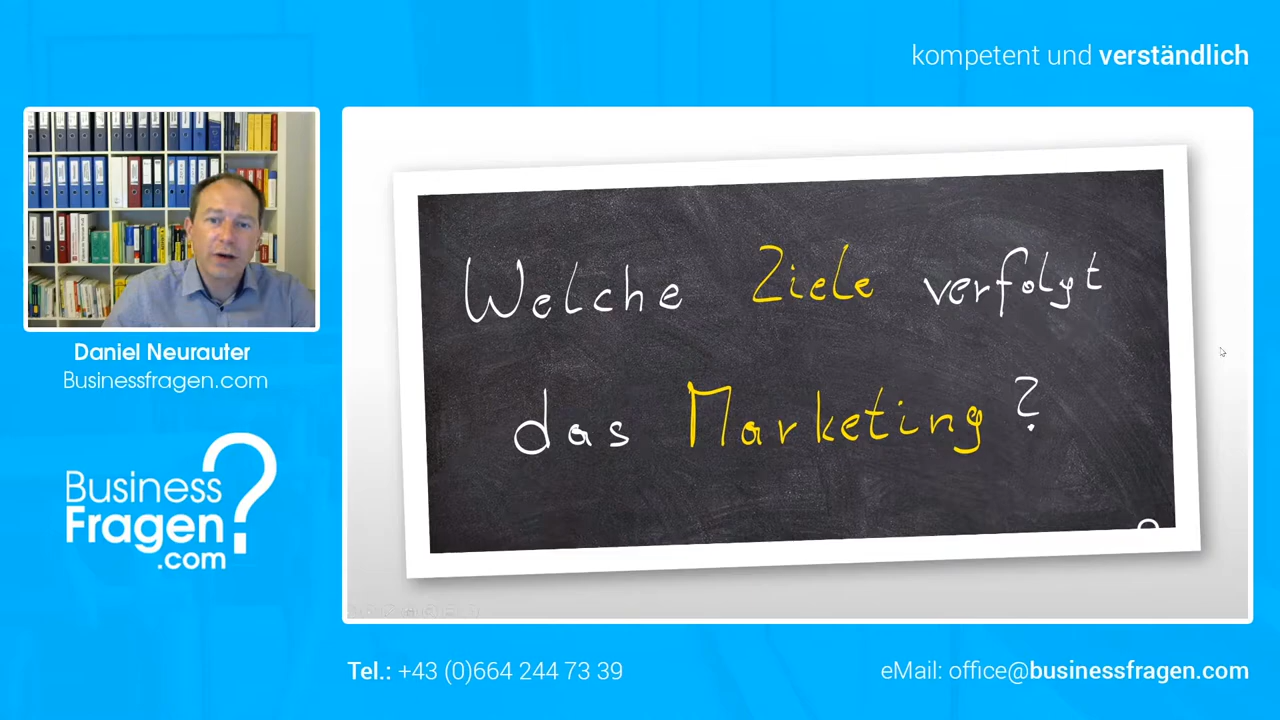 kompetent und verständlich
Welche Ziele verfolgt
das Marketing?
Daniel Neurauter
Businessfragen.com
Business
Fragen
.com
?
Tel.: +43 (0)664 244 73 39
eMail: office@businessfragen.com